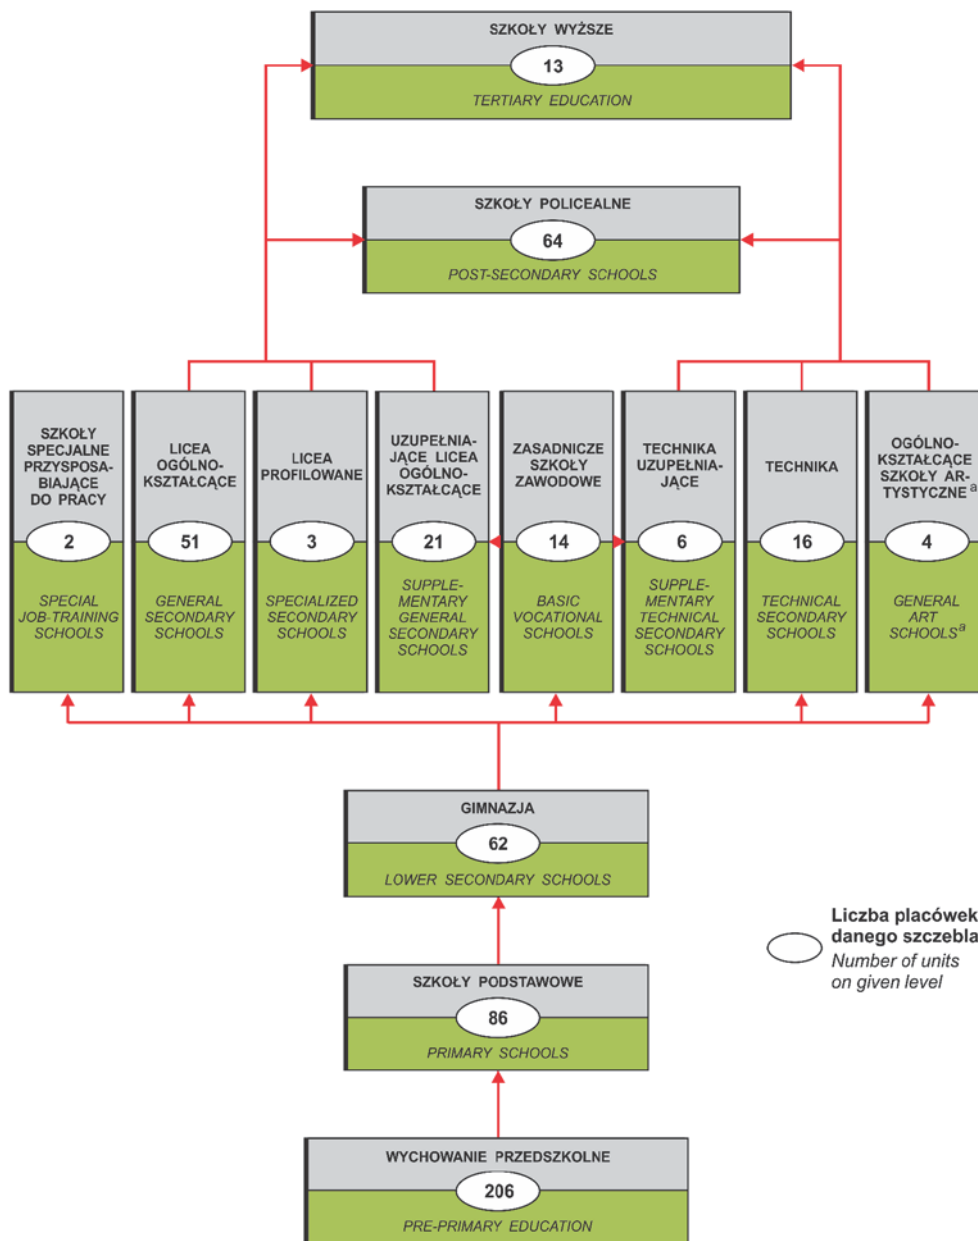 SZKOŁY WYŻSZE
13
TERTIARY EDUCATION
SZKOŁY POLICEALNE
64
POST-SECONDARY SCHOOLS
SZKOŁY
SPECJALNE
PRZYSPOSA-
BIAJĄCE
DO PRACY
2
SPECIAL
JOB-TRAINING
SCHOOLS
LICEA
OGÓLNO-
KSZTAŁCĄCE
51
GENERAL
SECONDARY
SCHOOLS
LICEA
PROFILOWANE
3
SPECIALIZED
SECONDARY
SCHOOLS
UZUPEŁNIA-
JĄCE LICEA
OGÓLNO-
KSZTAŁCĄCE
21
SUPPLE-
MENTARY
GENERAL
SECONDARY
SCHOOLS
ZASADNICZE
SZKOŁY
ZAWODOWE
14
BASIC
VOCATIONAL
SCHOOLS
TECHNIKA
UZUPEŁNIA-
JĄCE
6
SUPPLE-
MENTARY
TECHNICAL
SECONDARY
SCHOOLS
TECHNIKA
16
TECHNICAL
SECONDARY
SCHOOLS
OGÓLNO-
KSZTAŁCĄCE
SZKOŁY AR-
TYSTYCZNE a
4
GENERAL
ART
SCHOOLS a
GIMNAZJA
62
LOWER SECONDARY SCHOOLS
SZKOŁY PODSTAWOWE
86
PRIMARY SCHOOLS
WYCHOWANIE PRZEDSZKOLNE
206
PRE-PRIMARY EDUCATION
Liczba placówek
danego szczebla
Number of units
on given level